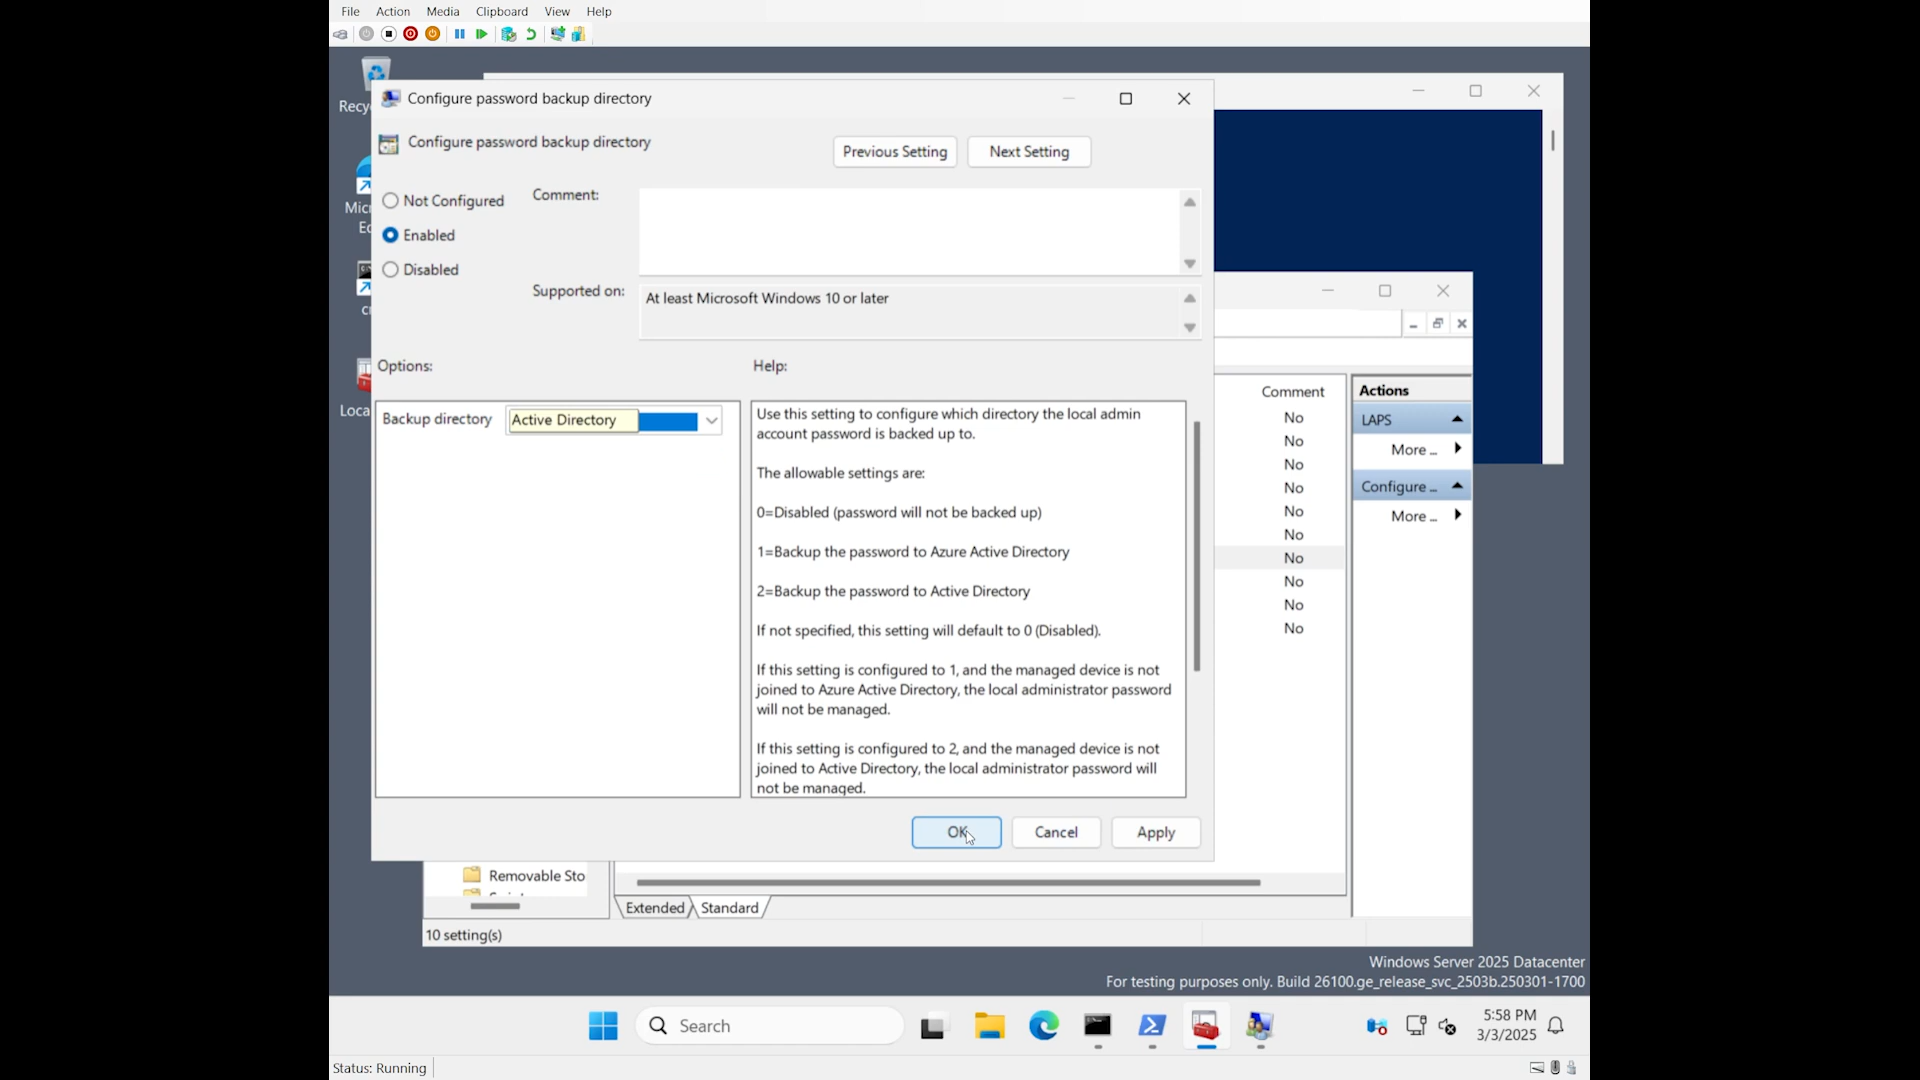 File Action Media Clipboard View Help
Configure password backup directory
Configure password backup directory
Previous Setting
Next Setting
Not Configured
Enabled
Disabled
Comment:
Supported on:
At least Microsoft Windows 10 or later
Options:
Help:
Backup directory
Active Directory
Use this setting to configure which directory the local admin
account password is backed up to.
The allowable settings are:
0=Disabled (password will not be backed up)
1=Backup the password to Azure Active Directory
2=Backup the password to Active Directory
If not specified, this setting will default to 0 (Disabled).
If this setting is configured to 1, and the managed device is not
joined to Azure Active Directory, the local administrator password
will not be managed.
If this setting is configured to 2, and the managed device is not
joined to Active Directory, the local administrator password will
not be managed.
OK
Cancel
Apply
Comment
No
No
No
No
No
No
No
No
No
No
Actions
LAPS
More ...
Configure ...
More ...
Recy
Micr
Ed
Loca
Removable Sto
Extended
Standard
10 setting(s)
Windows Server 2025 Datacenter
For testing purposes only. Build 26100.ge_release_svc_2503b.250301-1700
Search
5:58 PM
3/3/2025
Status: Running